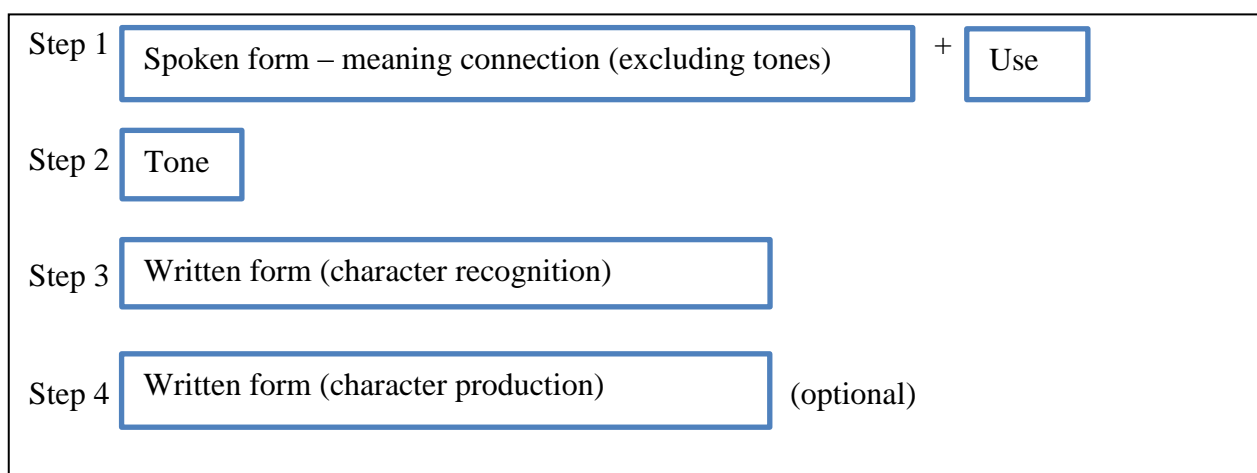 Step 1 Spoken form – meaning connection (excluding tones) + Use
Step 2 Tone
Step 3 Written form (character recognition)
Step 4 Written form (character production) (optional)